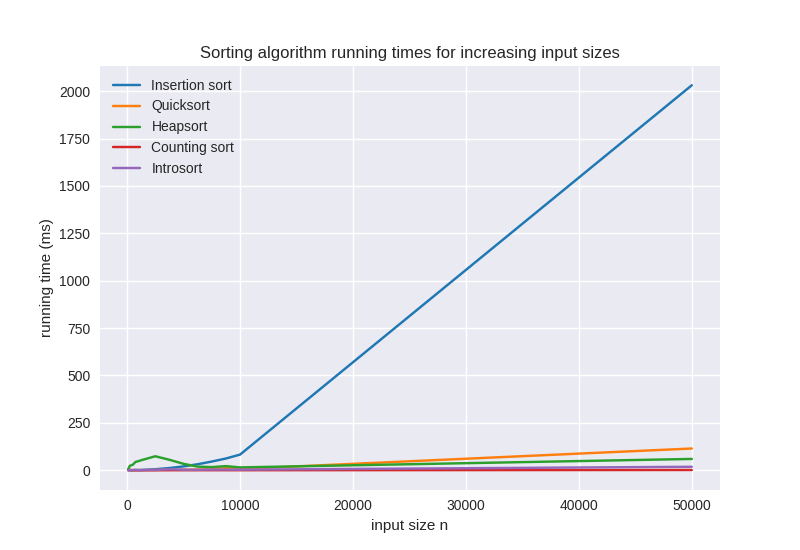 Sorting algorithm running times for increasing input sizes
Insertion sort
Quicksort
Heapsort
Counting sort
Introsort
running time (ms)
2000
1750
1500
1250
1000
750
500
250
0
0 10000 20000 30000 40000 50000
input size n